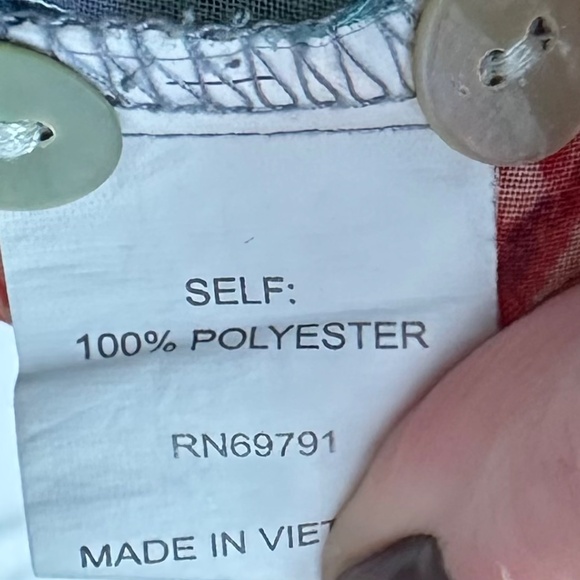 SELF:
100% POLYESTER
RN69791
MADE IN VIET